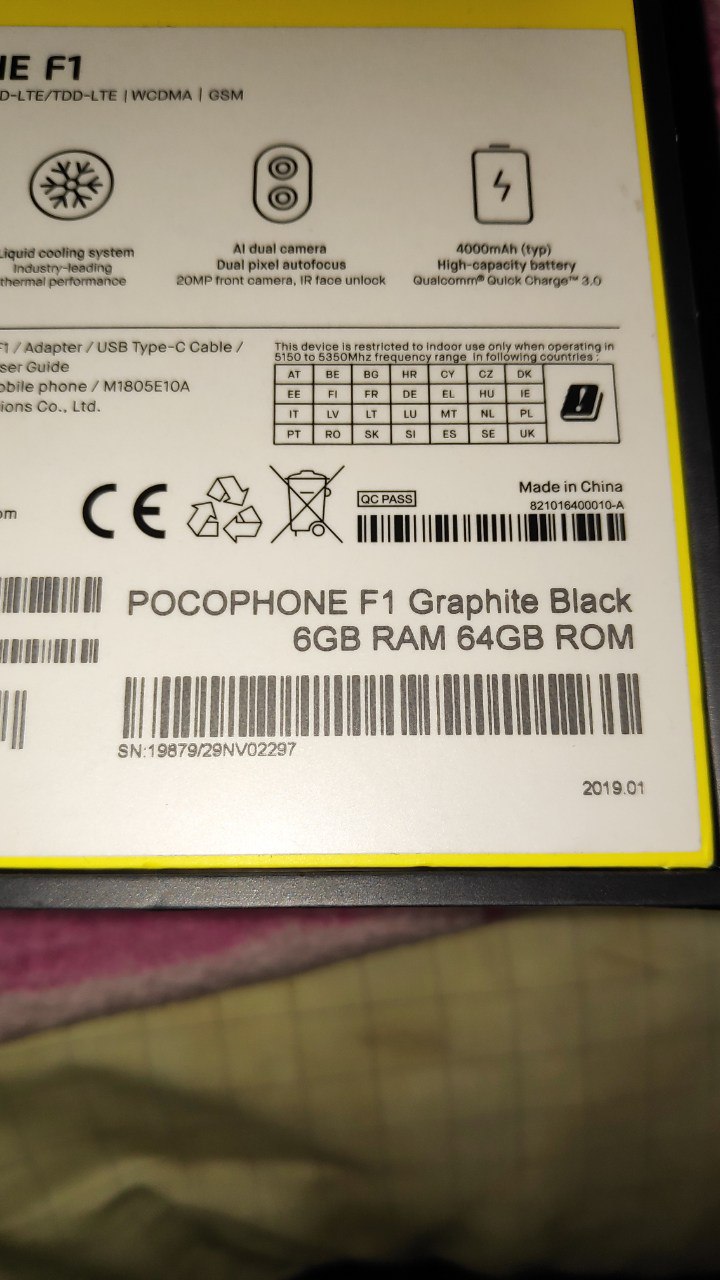 NE F1
D-LTE/TDD-LTE | WCDMA | GSM
Liquid cooling system
Industry-leading
thermal performance
AI dual camera
Dual pixel autofocus
20MP front camera, IR face unlock
4000mAh (typ)
High-capacity battery
Qualcomm® Quick Charge™ 3.0
F1 / Adapter / USB Type-C Cable /
ser Guide
obile phone / M1805E10A
ions Co., Ltd.
This device is restricted to indoor use only when operating in
5150 to 5350Mhz frequency range in following countries :
AT BE BG HR CY CZ DK
EE FI FR DE EL HU IE
IT LV LT LU MT NL PL
PT RO SK SI ES SE UK
om
CE
QC PASS
Made in China
821016400010-A
POCOPHONE F1 Graphite Black
6GB RAM 64GB ROM
SN:19879/29NV02297
2019.01